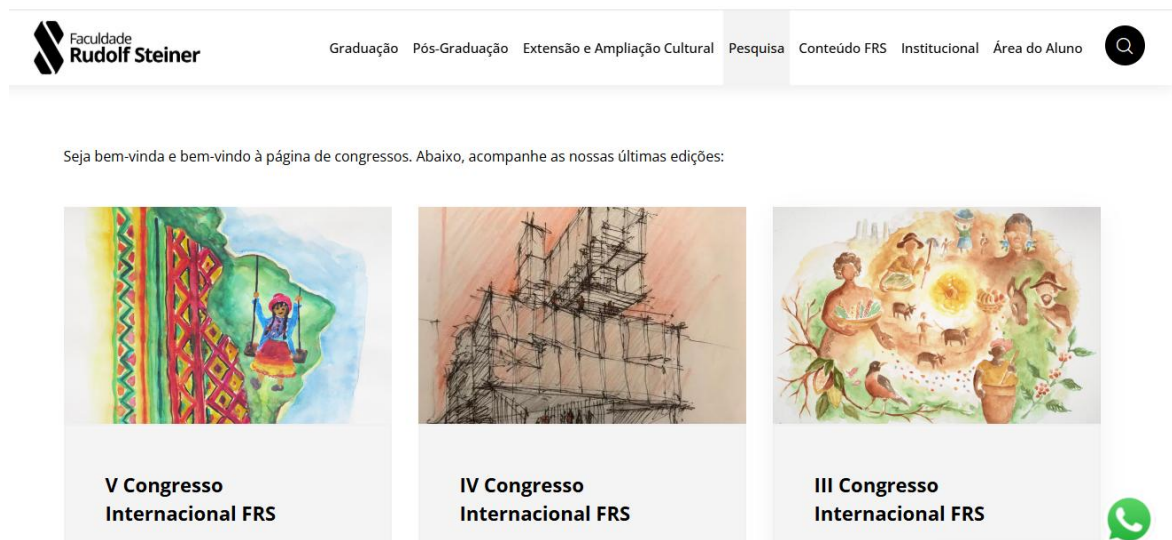 Faculdade
Rudolf Steiner
Graduação Pós-Graduação Extensão e Ampliação Cultural Pesquisa Conteúdo FRS Institucional Área do Aluno
Seja bem-vinda e bem-vindo à página de congressos. Abaixo, acompanhe as nossas últimas edições:
V Congresso
Internacional FRS
IV Congresso
Internacional FRS
III Congresso
Internacional FRS